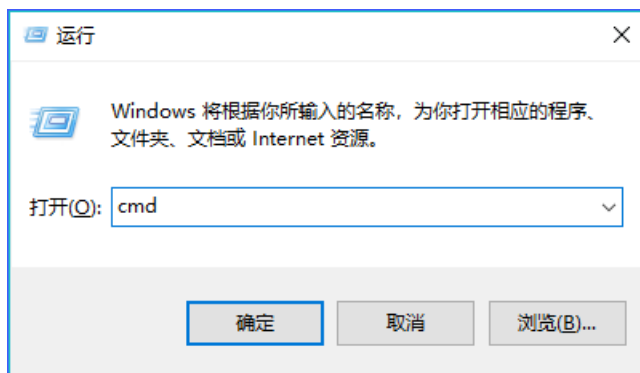 运行
Windows 将根据你所输入的名称，为你打开相应的程序、
文件夹、文档或 Internet 资源。
打开(O): cmd
确定 取消 浏览(B)...